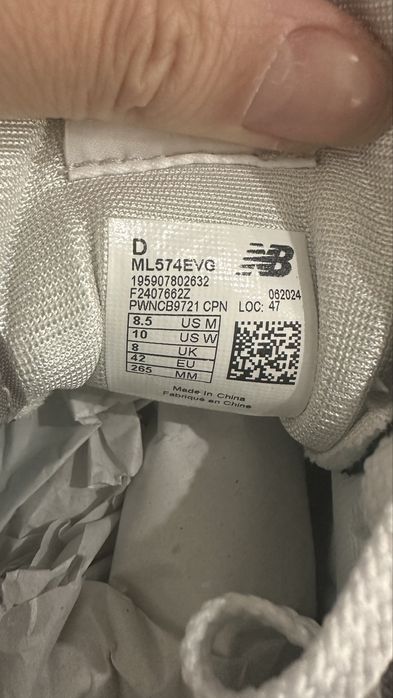 D
ML574EVG
195907802632
F2407662Z 062024
PWNCB9721 CPN LOC: 47
8.5 US M
10 US W
8 UK
42 EU
265 MM
Made in China
Fabriqué en Chine
NB